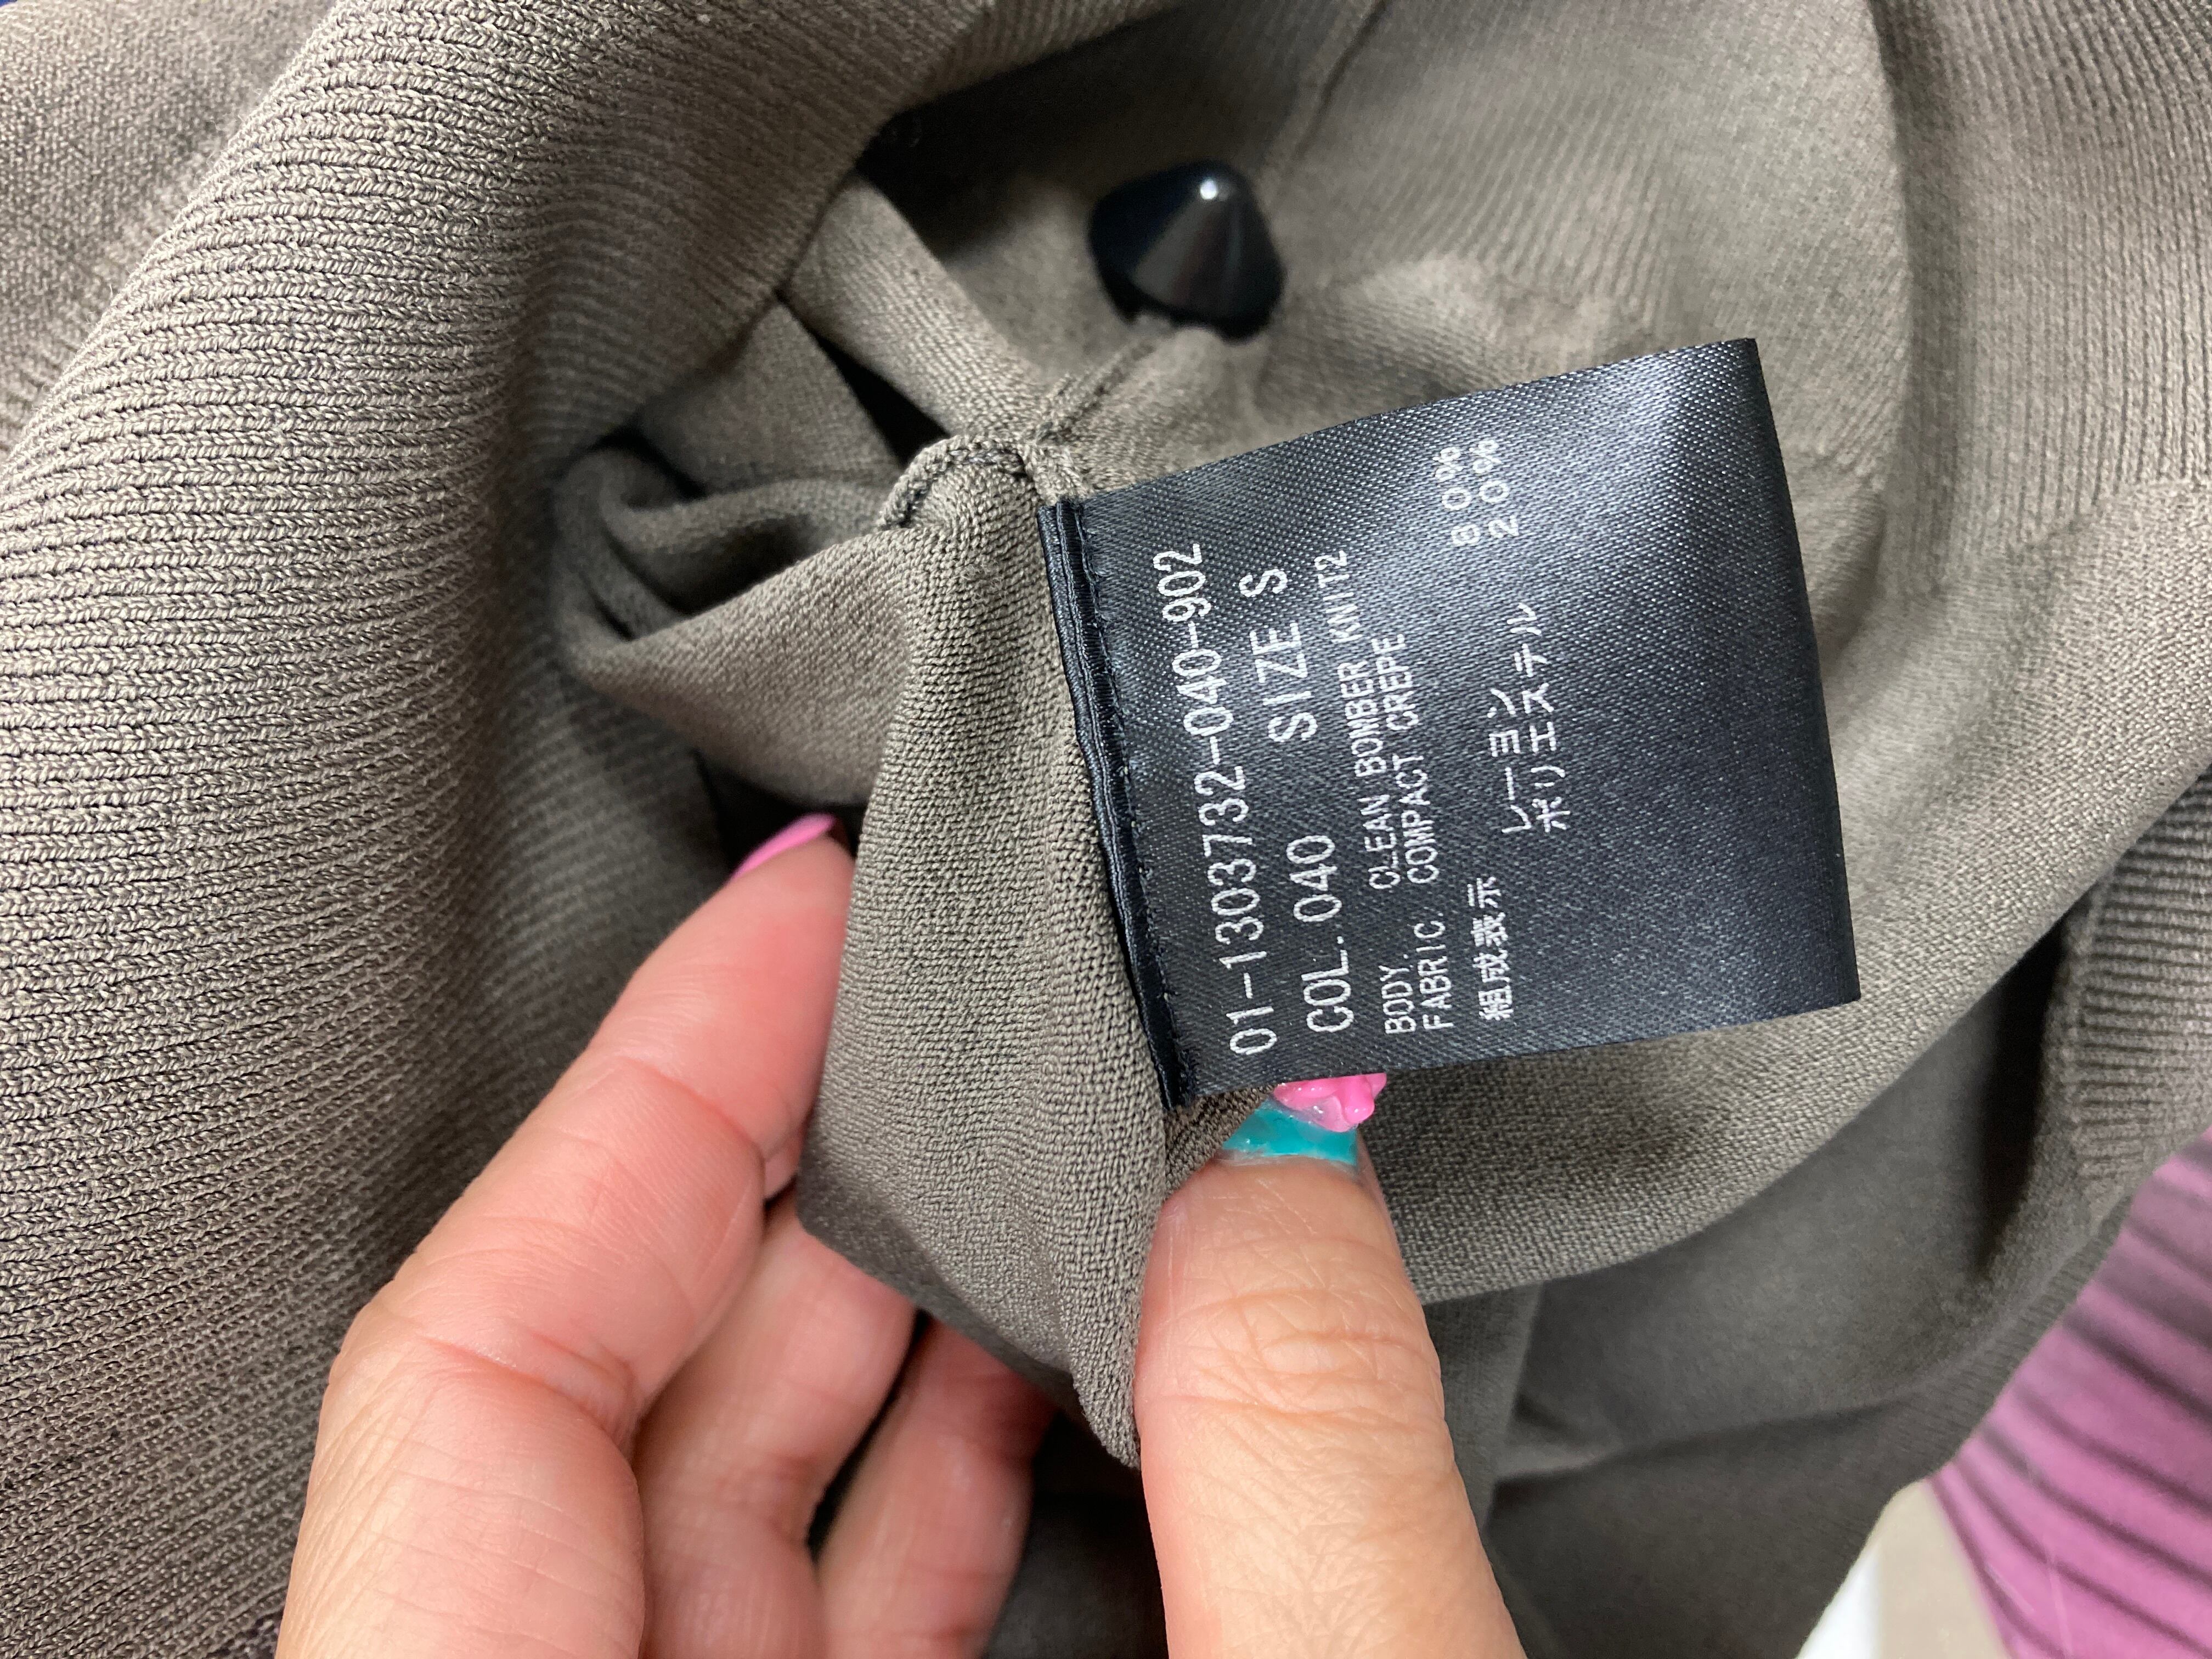 01-1303732-040-902
COL.040 SIZE S
BODY. CLEAN BOMBER KNIT2
FABRIC COMPACT CREPE
組成表示
レーヨン 80%
ポリエステル 20%